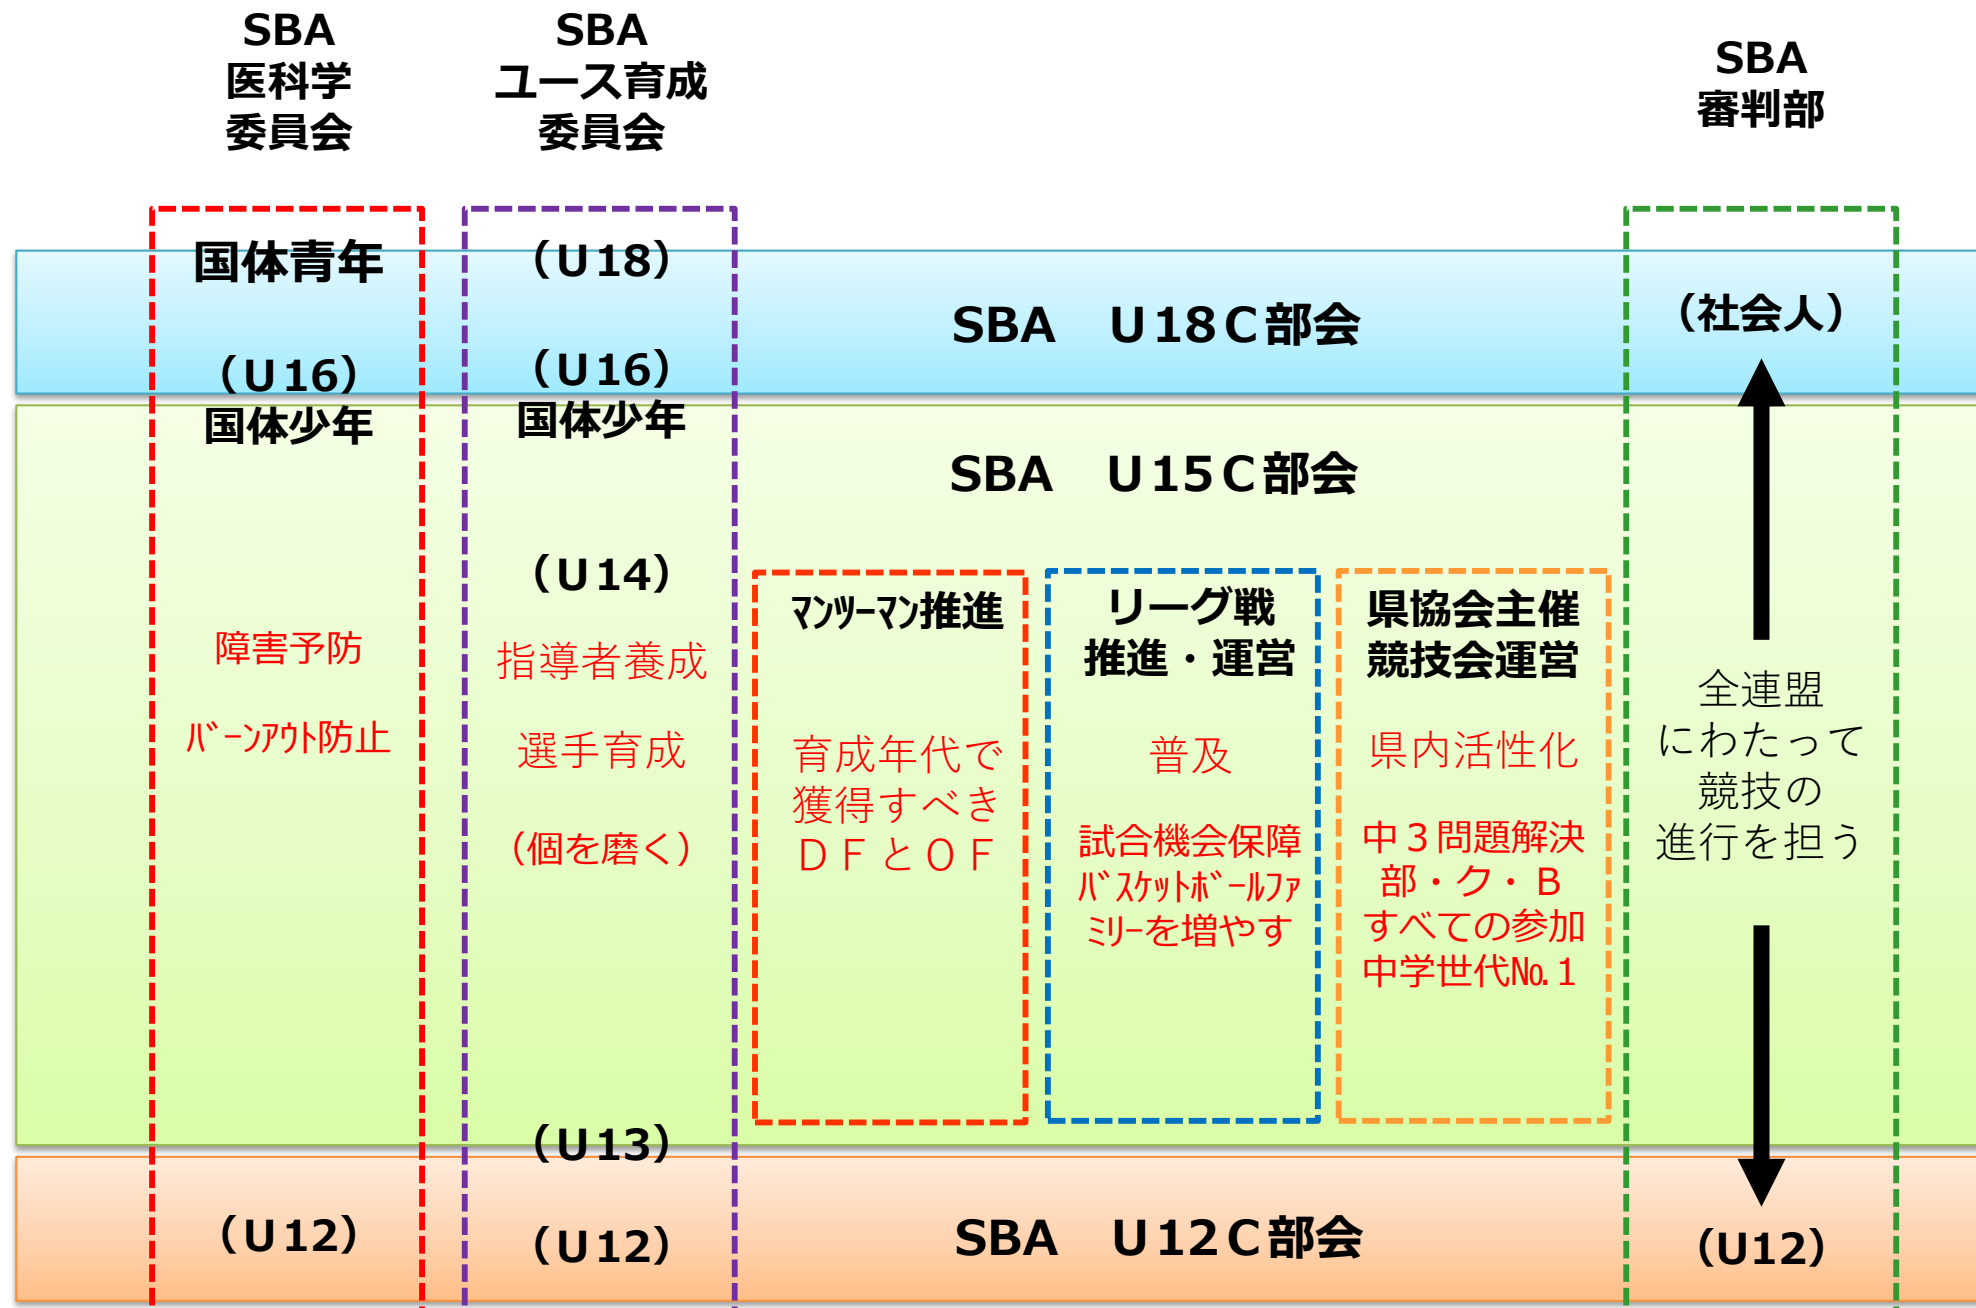 SBA
医科学
委員会
SBA
ユース育成
委員会
SBA
審判部
国体青年
（U16）
国体少年
障害予防
ﾊﾞｰﾝｱｳﾄ防止
（U12）
（U18）
（U16）
国体少年
（U14）
指導者養成
選手育成
（個を磨く）
（U13）
（U12）
SBA　U18C部会
SBA　U15C部会
ﾏﾝﾂｰﾏﾝ推進
育成年代で
獲得すべき
ＤＦとＯＦ
リーグ戦
推進・運営
普及
試合機会保障
ﾊﾞｽｹｯﾄﾎﾞｰﾙﾌｧ
ﾐﾘｰを増やす
県協会主催
競技会運営
県内活性化
中３問題解決
部・ク・Ｂ
すべての参加
中学世代№１
SBA　U12C部会
（社会人）
全連盟
にわたって
競技の
進行を担う
（U12）